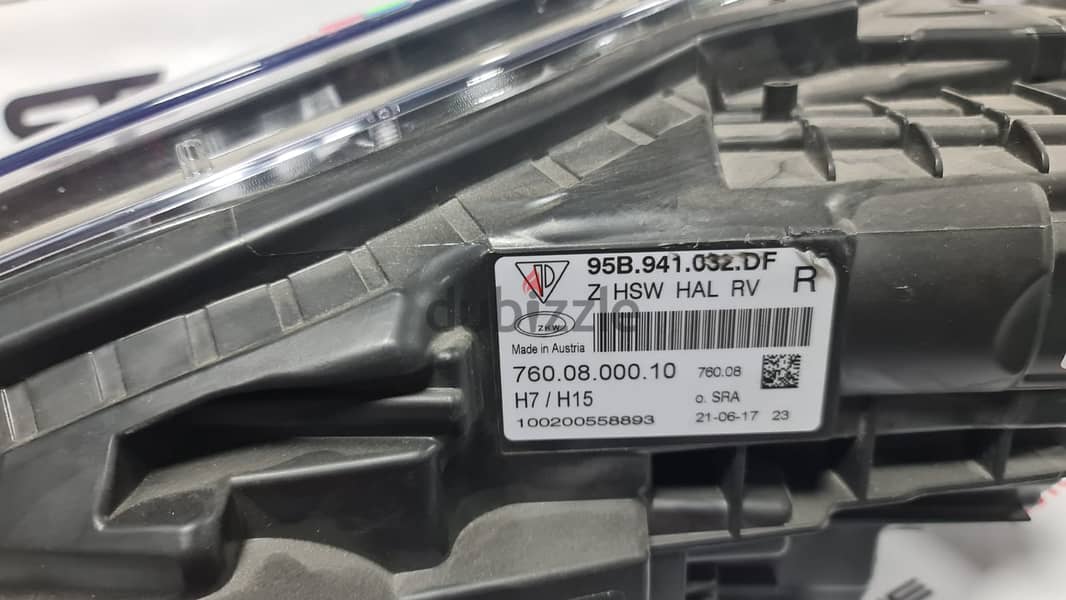 95B.941.032.DF
Z HSW HAL RV R
ZKW
Made in Austria
760.08.000.10 760.08
H7 / H15 o. SRA
100200558893 21-06-17 23
dubizzle